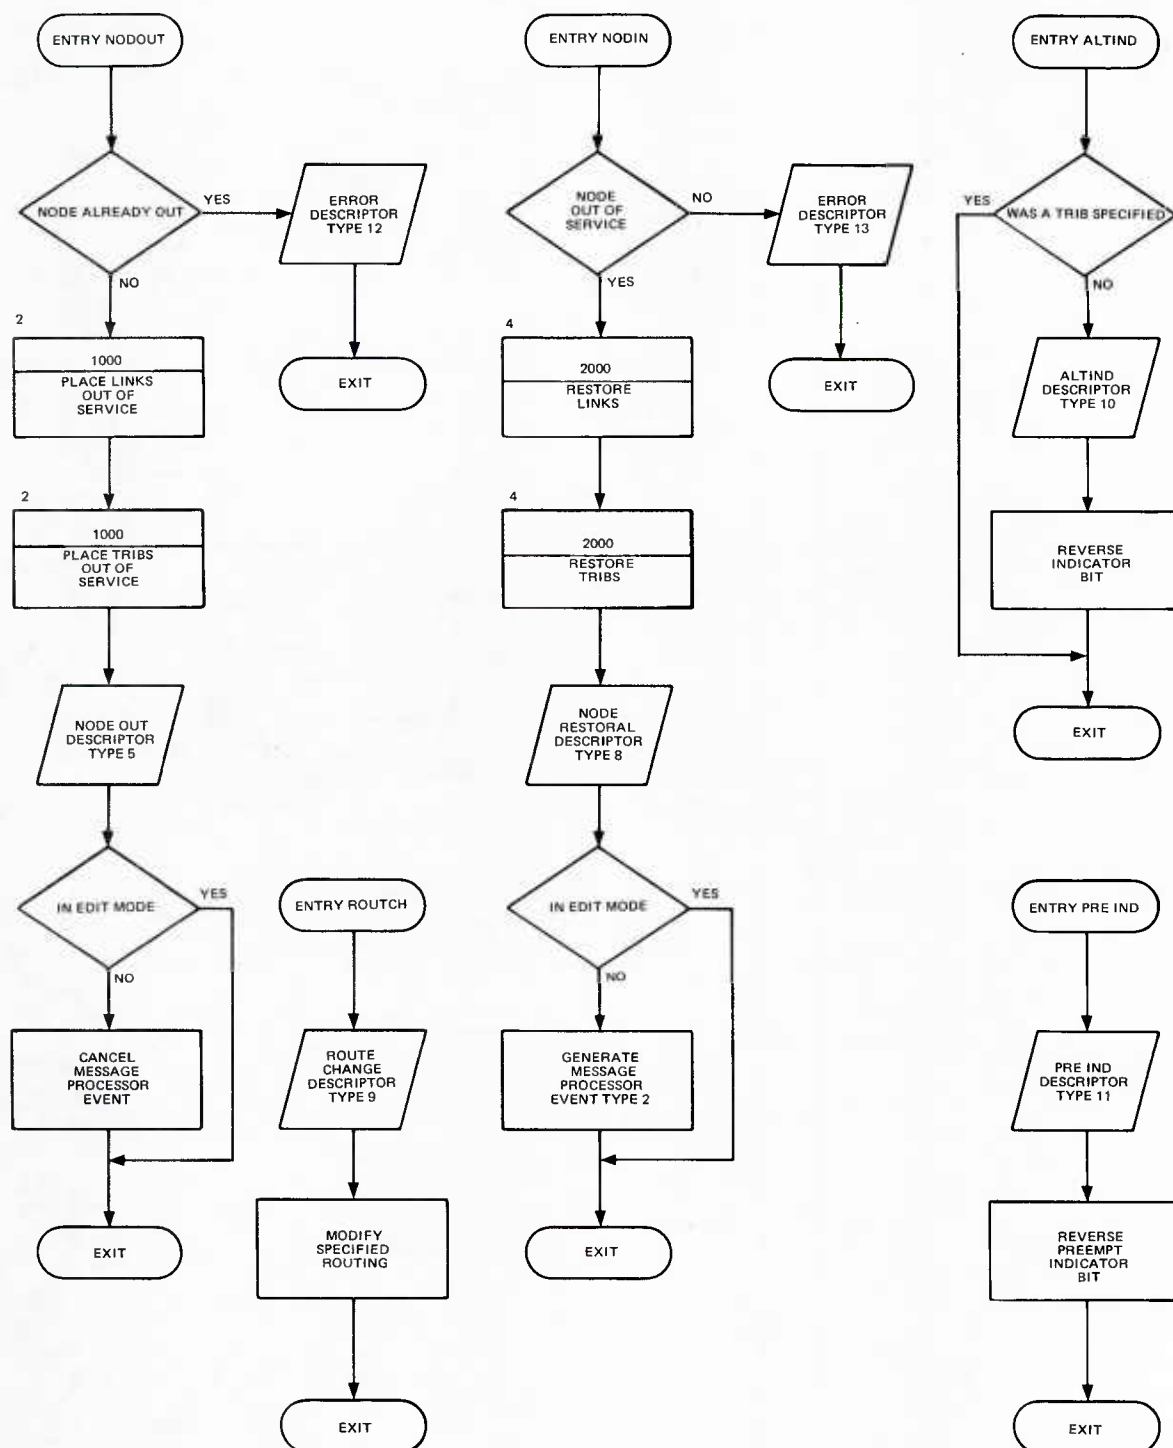 ENTRY NODOUT
NODE ALREADY OUT
YES
ERROR
DESCRIPTOR
TYPE 12
EXIT
NO
2
1000
PLACE LINKS
OUT OF
SERVICE
2
1000
PLACE TRIBS
OUT OF
SERVICE
NODE OUT
DESCRIPTOR
TYPE 5
IN EDIT MODE
YES
NO
CANCEL
MESSAGE
PROCESSOR
EVENT
EXIT
ENTRY ROUTCH
ROUTE
CHANGE
DESCRIPTOR
TYPE 9
MODIFY
SPECIFIED
ROUTING
EXIT
ENTRY NODIN
NODE
OUT OF
SERVICE
NO
ERROR
DESCRIPTOR
TYPE 13
EXIT
YES
4
2000
RESTORE
LINKS
4
2000
RESTORE
TRIBS
NODE
RESTORAL
DESCRIPTOR
TYPE 8
IN EDIT MODE
YES
NO
GENERATE
MESSAGE
PROCESSOR
EVENT TYPE 2
EXIT
ENTRY ALTIND
YES
WAS A TRIB SPECIFIED
NO
ALTIND
DESCRIPTOR
TYPE 10
REVERSE
INDICATOR
BIT
EXIT
ENTRY PRE IND
PRE IND
DESCRIPTOR
TYPE 11
REVERSE
PREEMPT
INDICATOR
BIT
EXIT